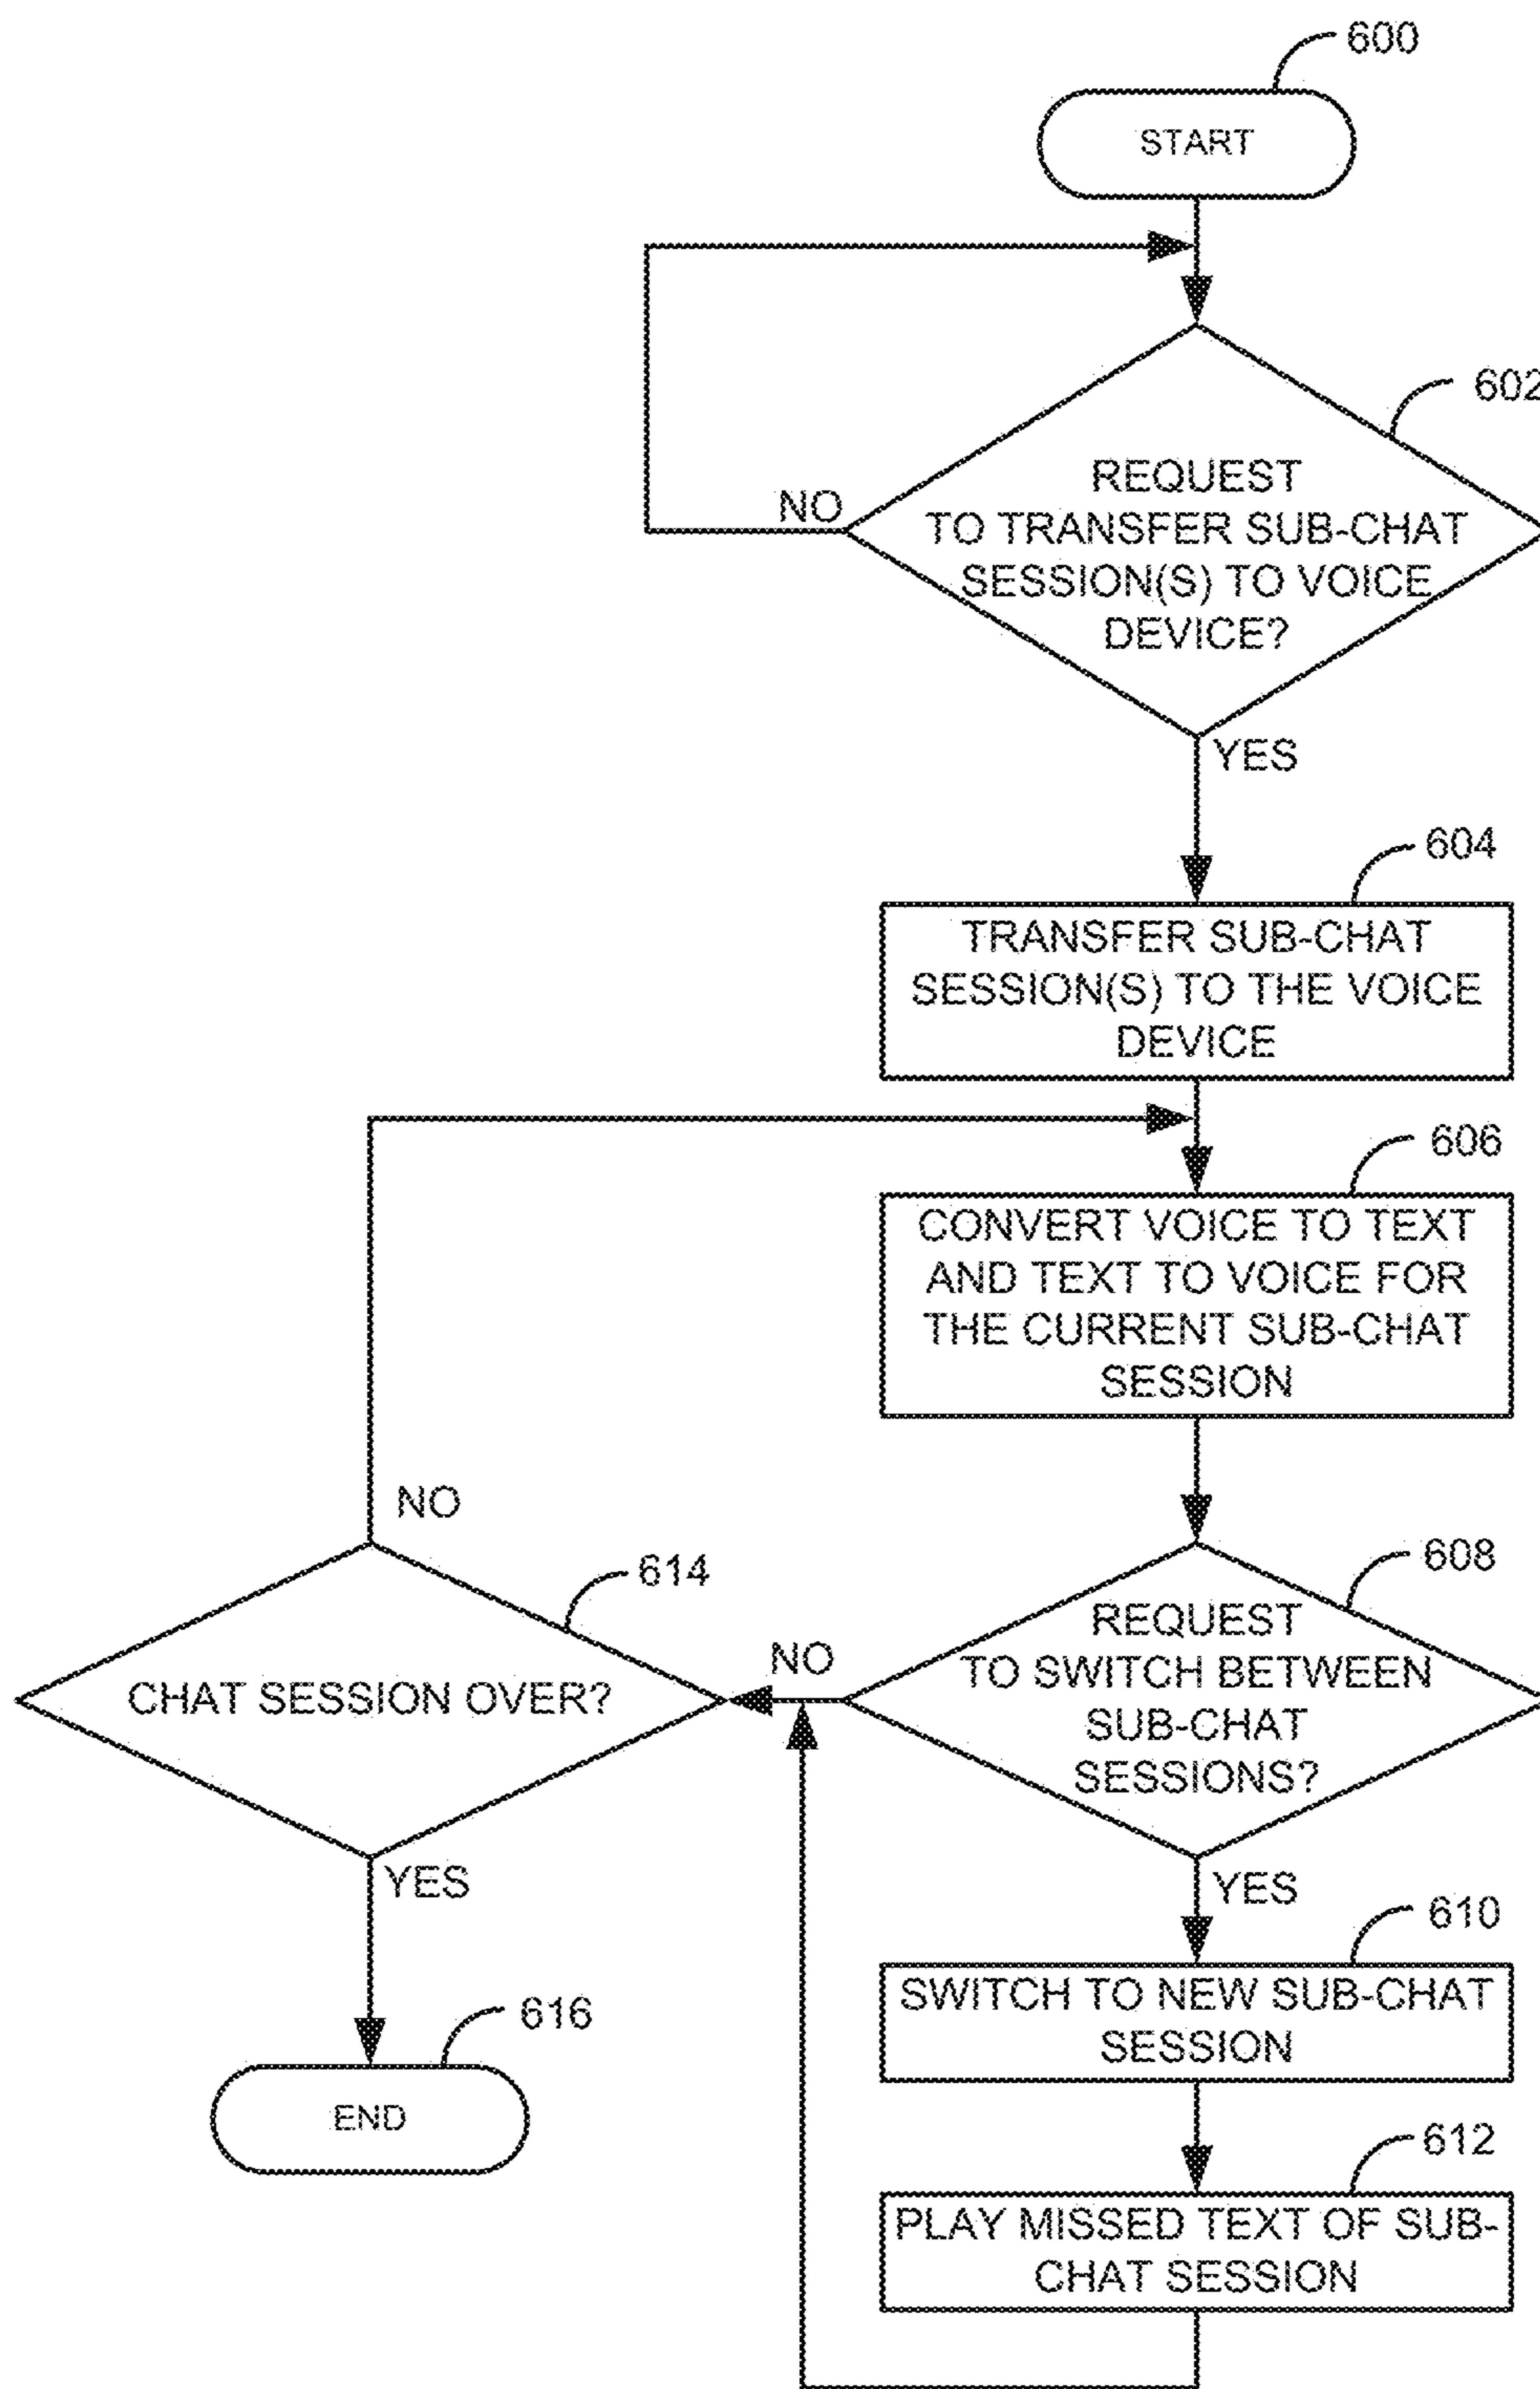 600
START
602
REQUEST
TO TRANSFER SUB-CHAT
SESSION(S) TO VOICE
DEVICE?
NO
YES
604
TRANSFER SUB-CHAT
SESSION(S) TO THE VOICE
DEVICE
606
CONVERT VOICE TO TEXT
AND TEXT TO VOICE FOR
THE CURRENT SUB-CHAT
SESSION
608
REQUEST
TO SWITCH BETWEEN
SUB-CHAT
SESSIONS?
NO
YES
614
CHAT SESSION OVER?
NO
YES
610
SWITCH TO NEW SUB-CHAT
SESSION
616
END
612
PLAY MISSED TEXT OF SUB-
CHAT SESSION